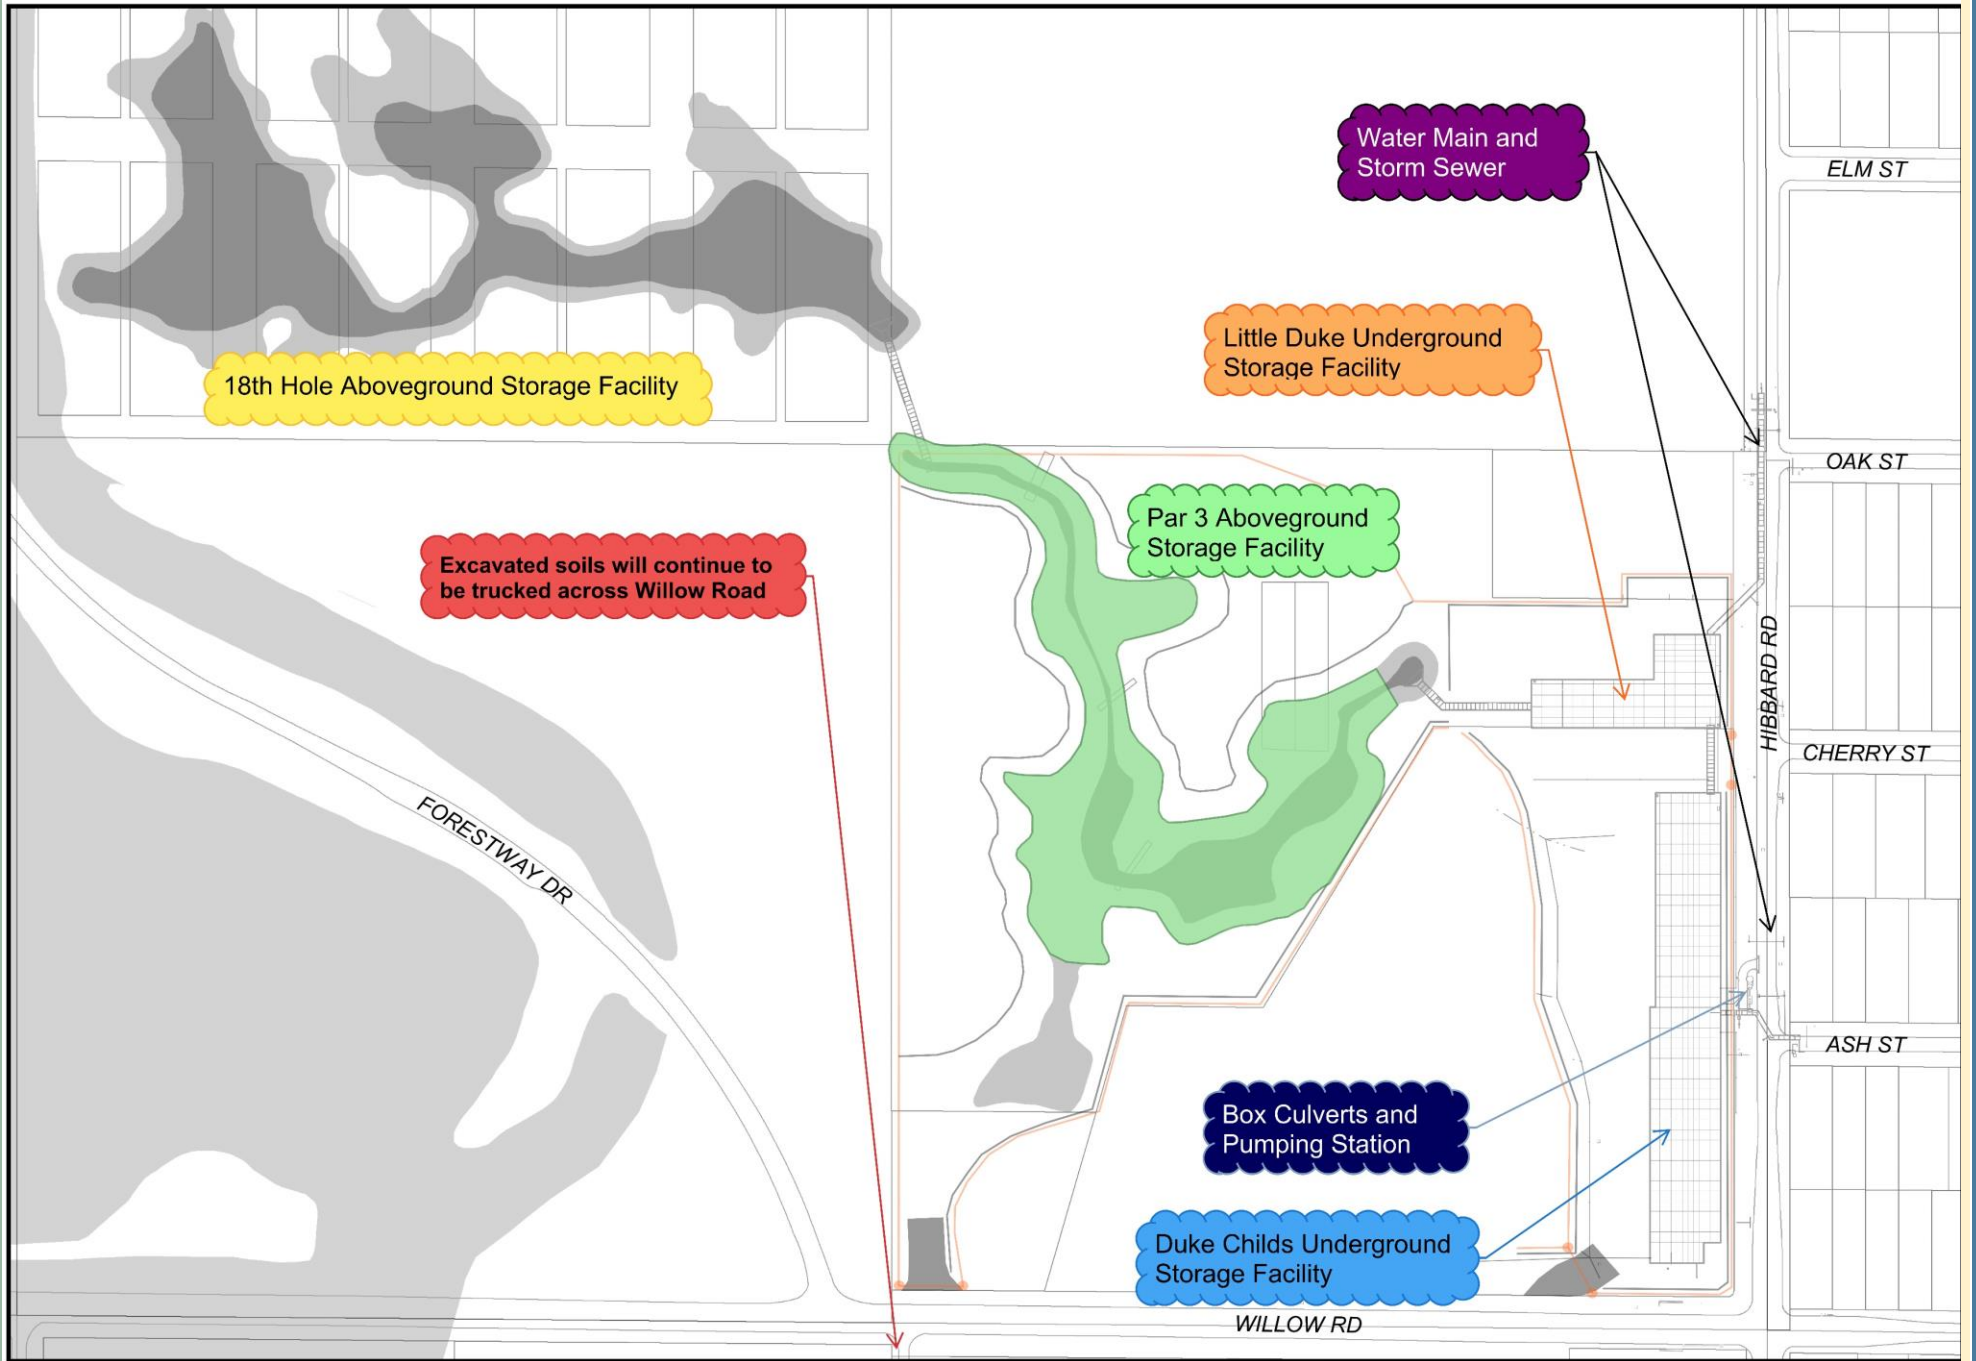 Water Main and
Storm Sewer
ELM ST
Little Duke Underground
Storage Facility
18th Hole Aboveground Storage Facility
OAK ST
Par 3 Aboveground
Storage Facility
Excavated soils will continue to
be trucked across Willow Road
HIBBARD RD
CHERRY ST
FORESTWAY DR
ASH ST
Box Culverts and
Pumping Station
Duke Childs Underground
Storage Facility
WILLOW RD